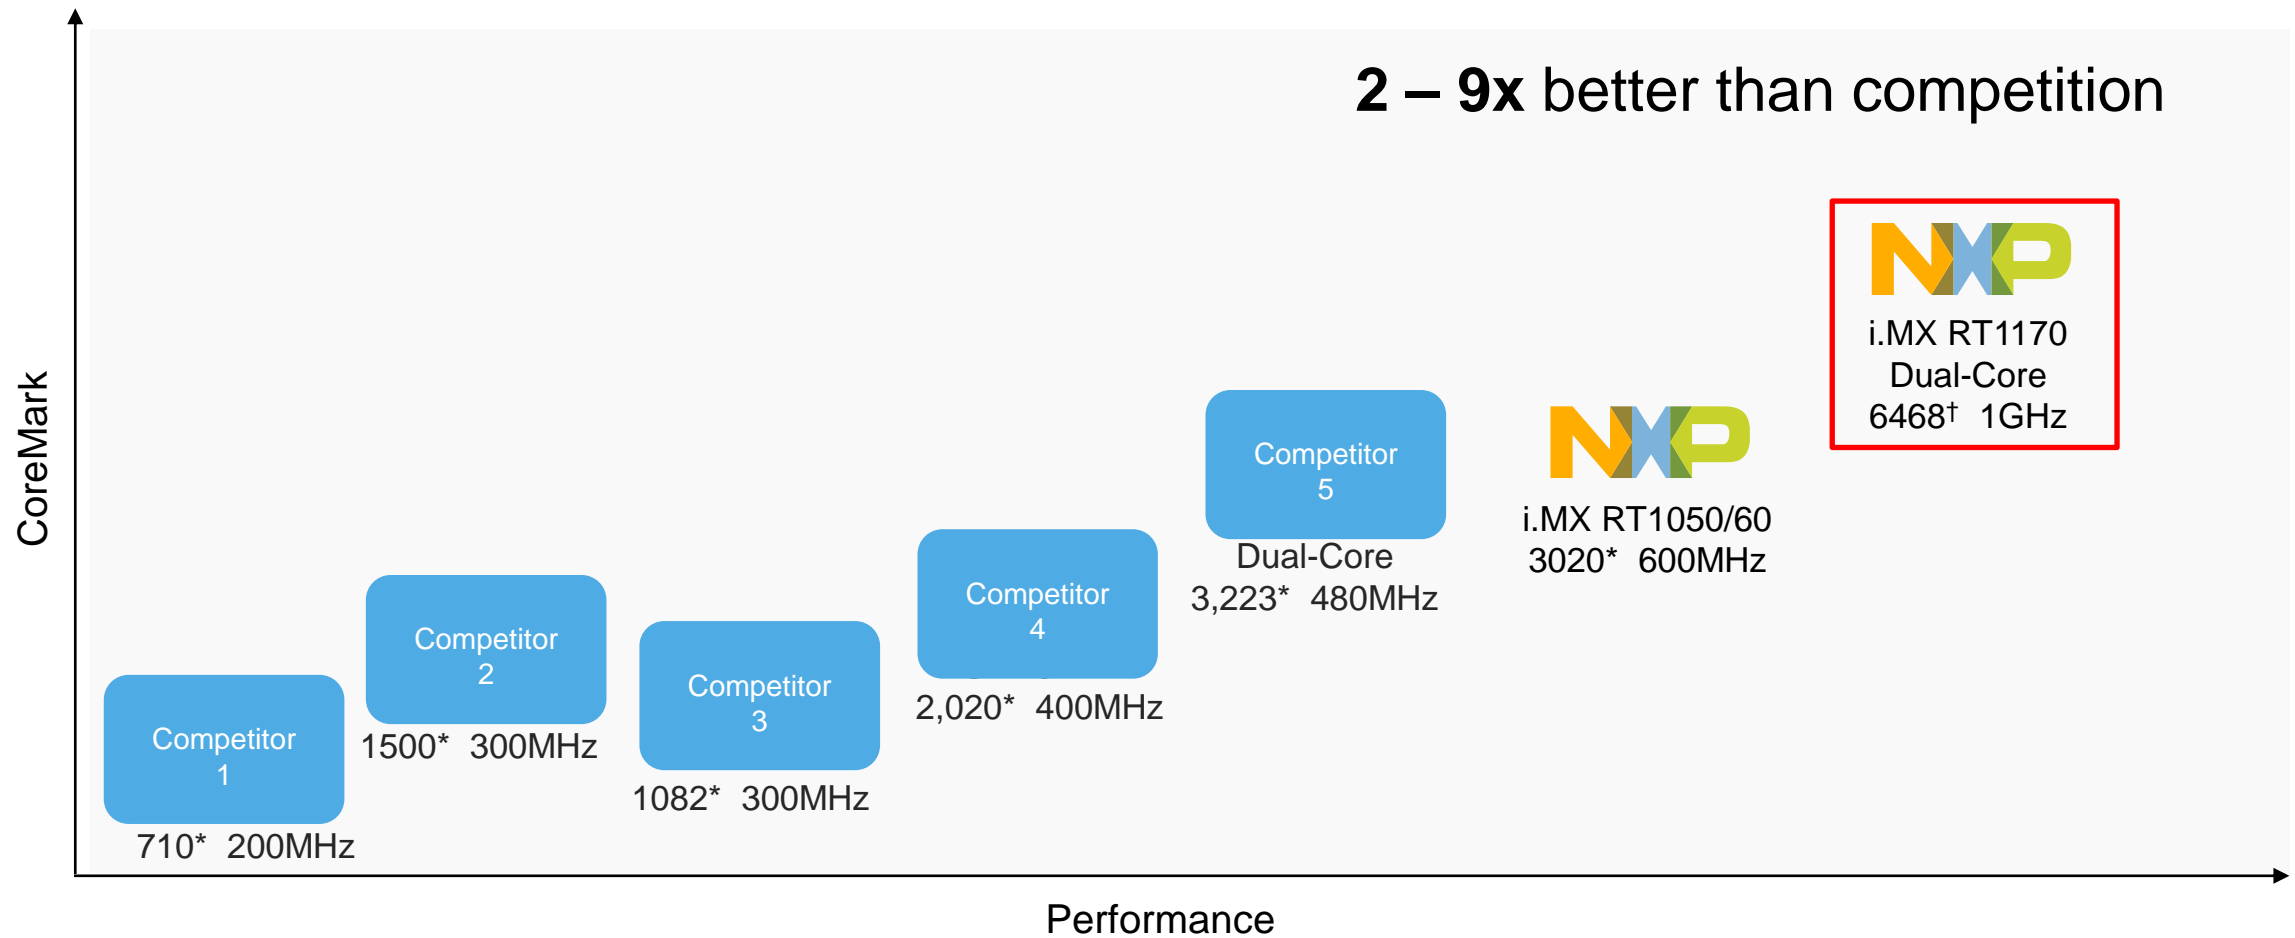 2 – 9x better than competition
NXP
i.MX RT1170
Dual-Core
6468† 1GHz
NXP
i.MX RT1050/60
3020* 600MHz
Competitor
5
Dual-Core
3,223* 480MHz
Competitor
4
2,020* 400MHz
Competitor
2
1500* 300MHz
Competitor
3
1082* 300MHz
Competitor
1
710* 200MHz
CoreMark
Performance